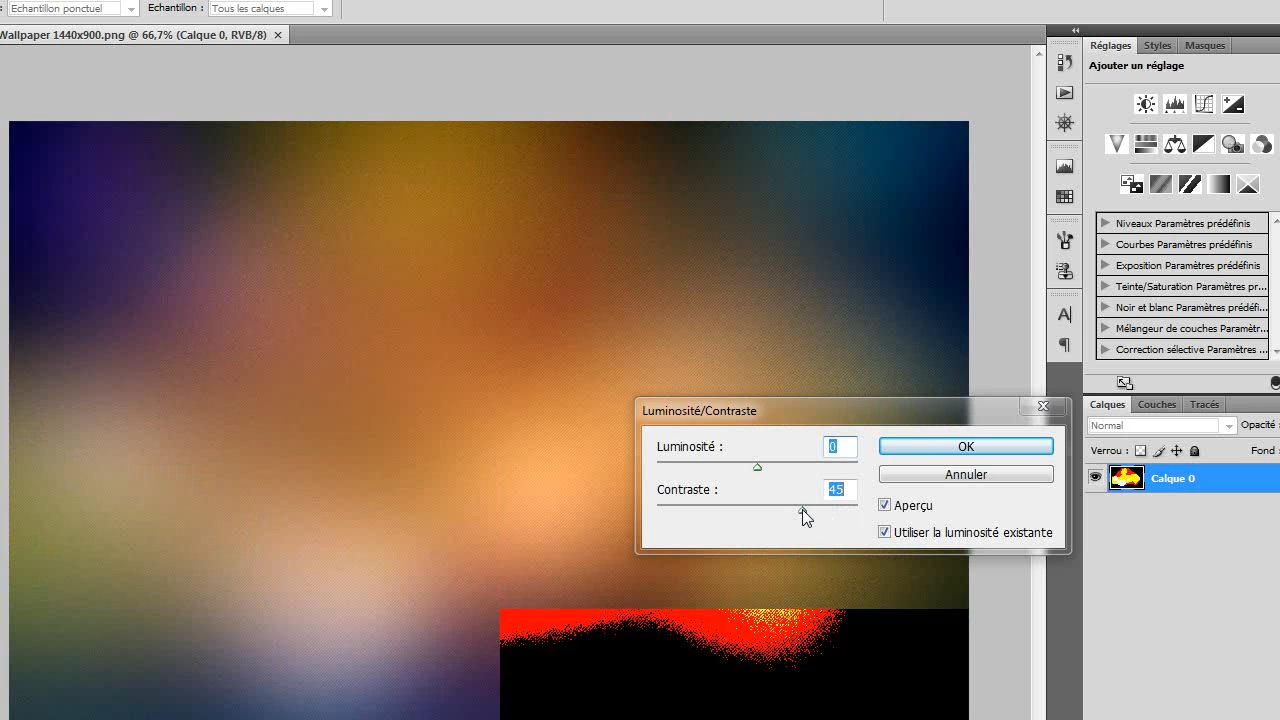 : Echantillon ponctuel Echantillon : Tous les calques
Wallpaper 1440x900.png @ 66,7% (Calque 0, RVB/8) ×
Réglages Styles Masques
Ajouter un réglage
Niveaux Paramètres prédéfinis
Courbes Paramètres prédéfinis
Exposition Paramètres prédéfinis
Teinte/Saturation Paramètres pr...
Noir et blanc Paramètres prédéfi...
Mélangeur de couches Paramètr...
Correction sélective Paramètres ...
Luminosité/Contraste
Luminosité : 0
Contraste : 45
OK
Annuler
Aperçu
Utiliser la luminosité existante
Calques Couches Tracés
Normal Opacité :
Verrou : Fond :
Calque 0